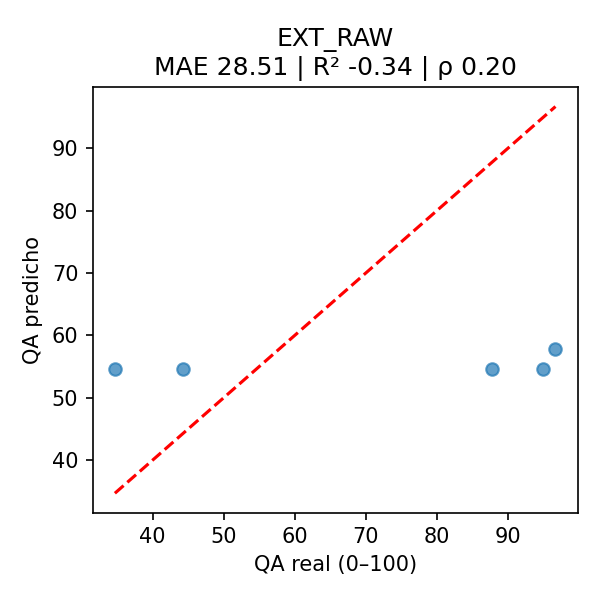 EXT_RAW
MAE 28.51 | R² -0.34 | ρ 0.20
QA predicho
90
80
70
60
50
40
40 50 60 70 80 90
QA real (0–100)